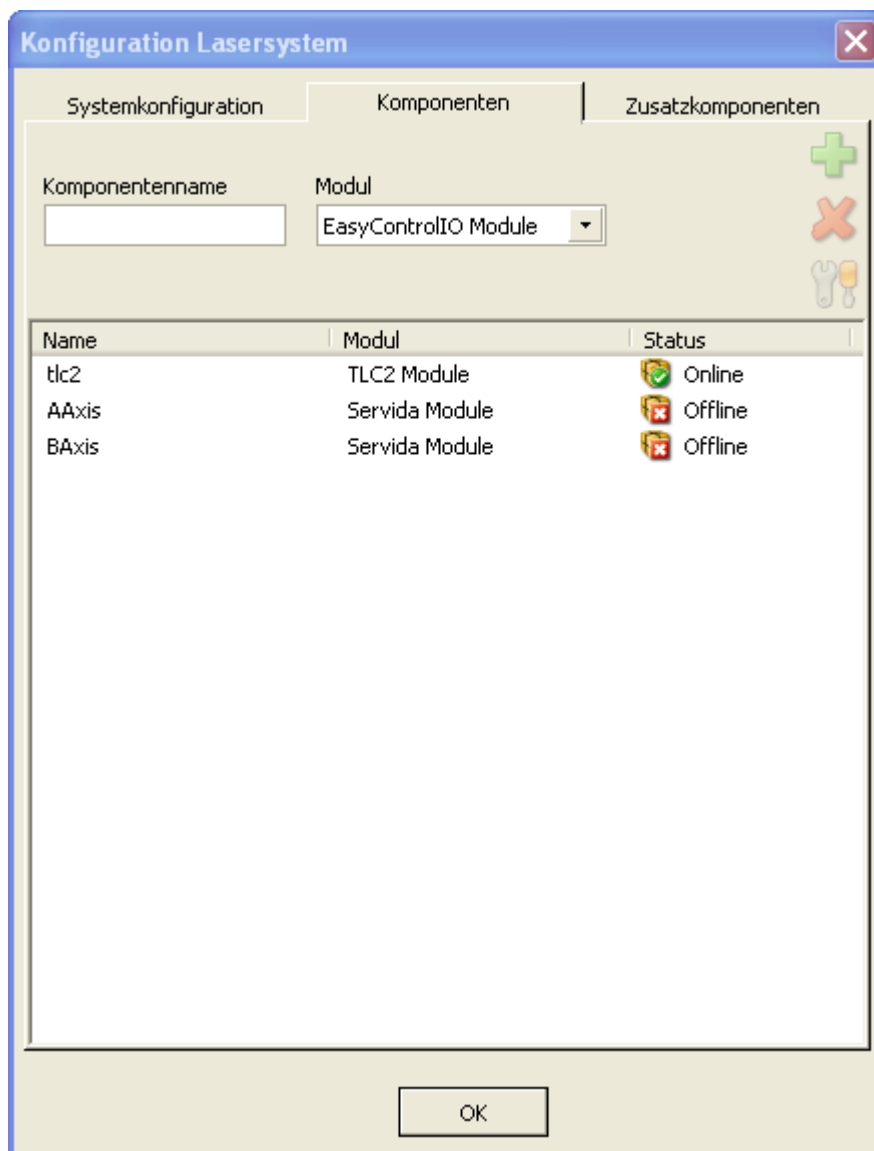 Konfiguration Lasersystem
Systemkonfiguration Komponenten Zusatzkomponenten
Komponentenname Modul
EasyControlIO Module
Name Modul Status
tlc2 TLC2 Module Online
AAxis Servida Module Offline
BAxis Servida Module Offline
OK